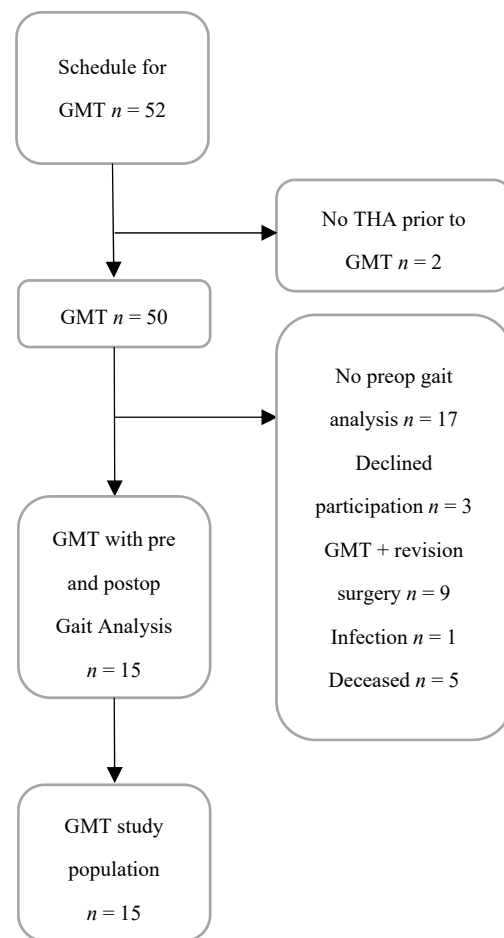 Schedule for
GMT n = 52
No THA prior to
GMT n = 2
GMT n = 50
No preop gait
analysis n = 17
Declined
participation n = 3
GMT + revision
surgery n = 9
Infection n = 1
Deceased n = 5
GMT with pre
and postop
Gait Analysis
n = 15
GMT study
population
n = 15